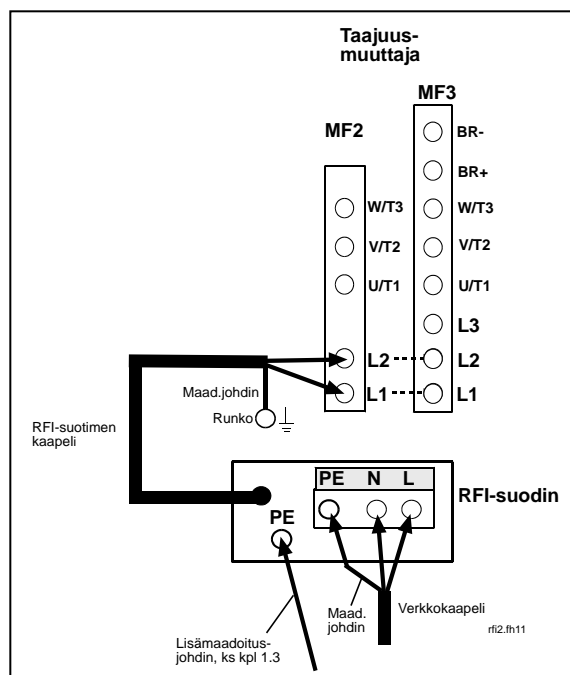 Taajuus-
muuttaja
MF3
MF2
BR-
BR+
W/T3
W/T3
V/T2
V/T2
U/T1
U/T1
L3
L2
L2
L1
L1
Maad.johdin
Runko
RFI-suotimen
kaapeli
PE N L
RFI-suodin
PE
Maad.
johdin
Verkkokaapeli
Lisämaadoitus-
johdin, ks kpl 1.3
rfi2.fh11